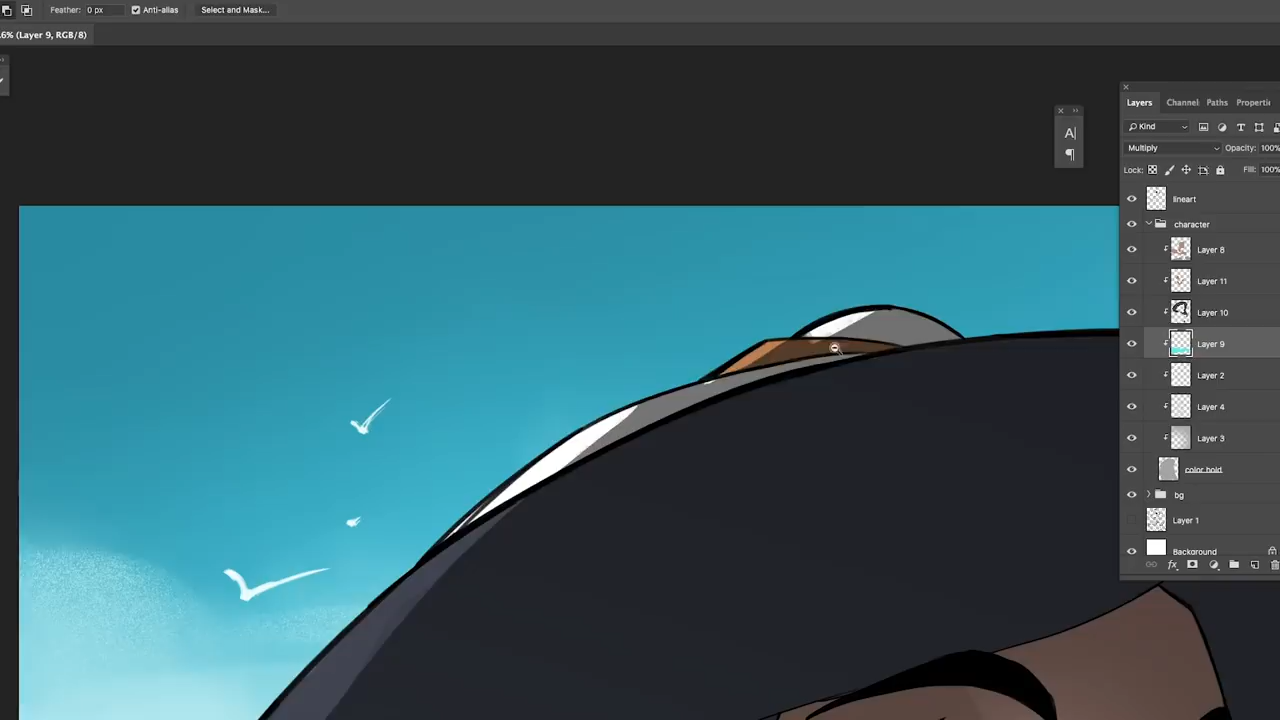 Feather: 0 px Anti-alias Select and Mask...
.6% (Layer 9, RGB/8)
Layers Channel Paths Properti
Kind
Multiply Opacity: 100%
Lock: Fill: 100%
lineart
character
Layer 8
Layer 11
Layer 10
Layer 9
Layer 2
Layer 4
Layer 3
color hold
bg
Layer 1
Background